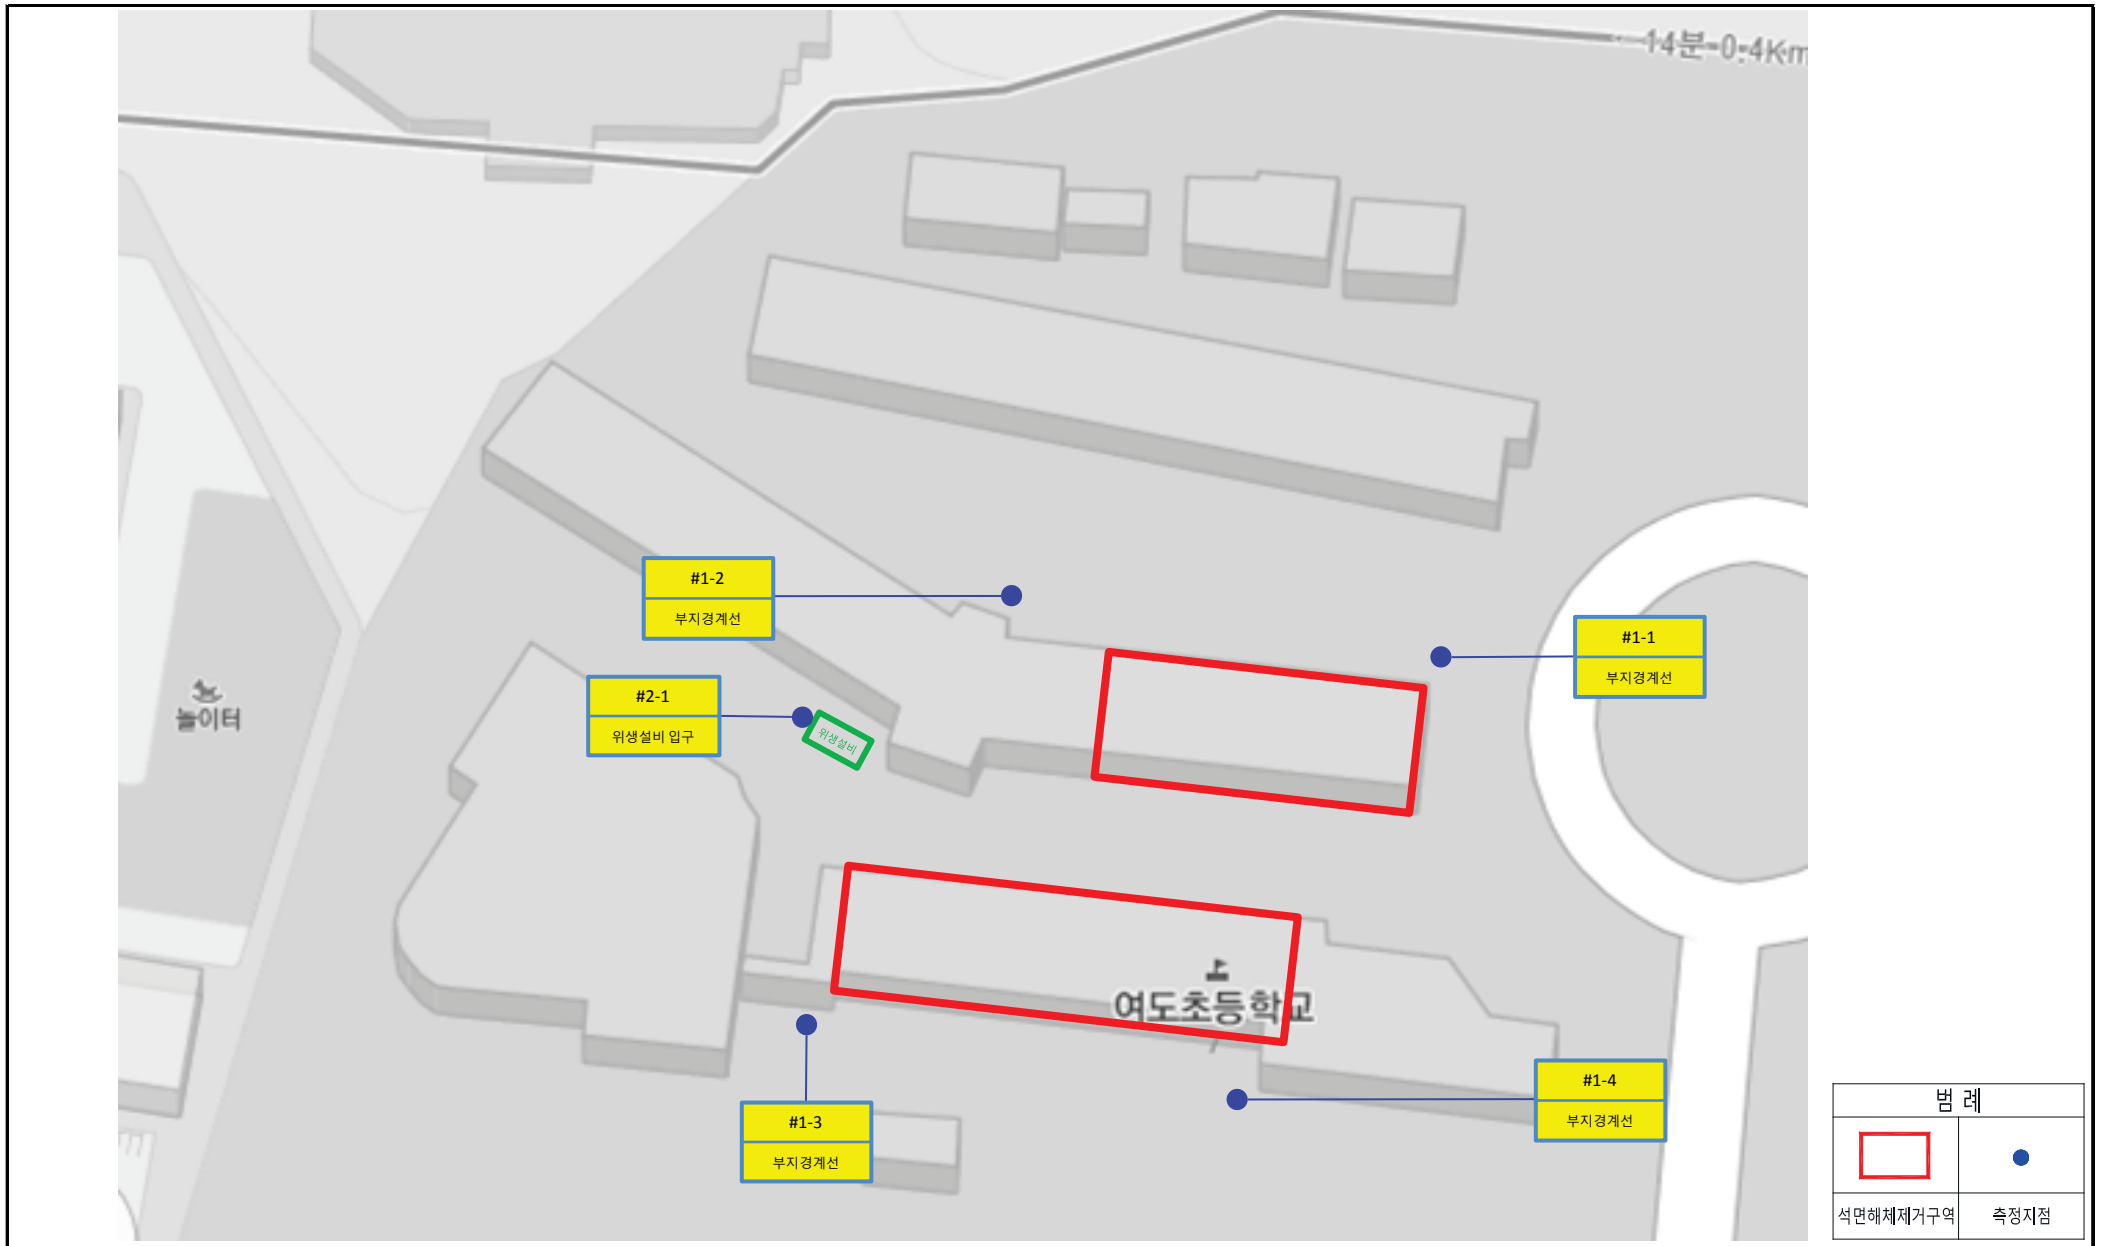 14분 0.4Km
#1-2
부지경계선
#1-1
부지경계선
#2-1
위생설비 입구
위생설비
놀이터
여도초등학교
#1-4
부지경계선
#1-3
부지경계선
범 례
석면해체제거구역
측정지점